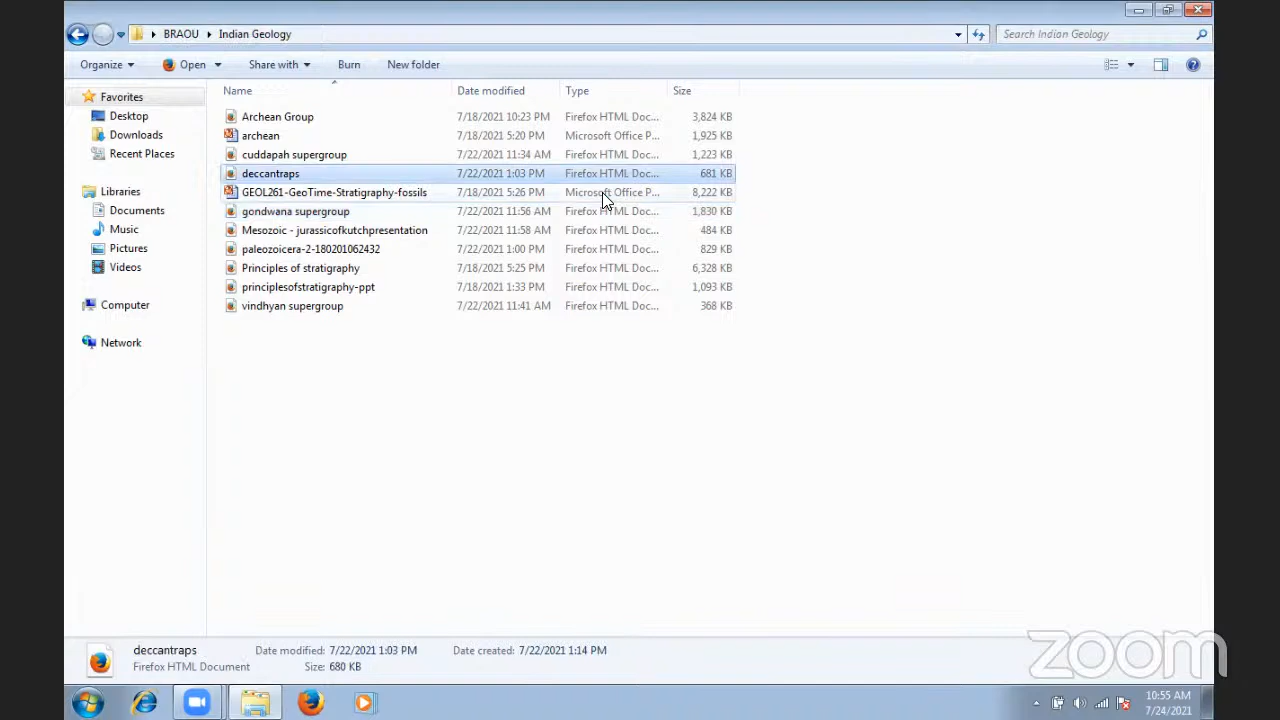 BRAOU Indian Geology Search Indian Geology
Organize Open Share with Burn New folder
Name Date modified Type Size
Favorites
Desktop
Downloads
Recent Places
Libraries
Documents
Music
Pictures
Videos
Computer
Network
Archean Group 7/18/2021 10:23 PM Firefox HTML Doc... 3,824 KB
archean 7/18/2021 5:20 PM Microsoft Office P... 1,925 KB
cuddapah supergroup 7/22/2021 11:34 AM Firefox HTML Doc... 1,223 KB
deccantraps 7/22/2021 1:03 PM Firefox HTML Doc... 681 KB
GEOL261-GeoTime-Stratigraphy-fossils 7/18/2021 5:26 PM Microsoft Office P... 8,222 KB
gondwana supergroup 7/22/2021 11:56 AM Firefox HTML Doc... 1,830 KB
Mesozoic - jurassicofkutchpresentation 7/22/2021 11:58 AM Firefox HTML Doc... 484 KB
paleozoicera-2-180201062432 7/22/2021 1:00 PM Firefox HTML Doc... 829 KB
Principles of stratigraphy 7/18/2021 5:25 PM Firefox HTML Doc... 6,328 KB
principlesofstratigraphy-ppt 7/18/2021 1:33 PM Firefox HTML Doc... 1,093 KB
vindhyan supergroup 7/22/2021 11:41 AM Firefox HTML Doc... 368 KB
deccantraps Date modified: 7/22/2021 1:03 PM Date created: 7/22/2021 1:14 PM
Firefox HTML Document Size: 680 KB
zoom
10:55 AM
7/24/2021